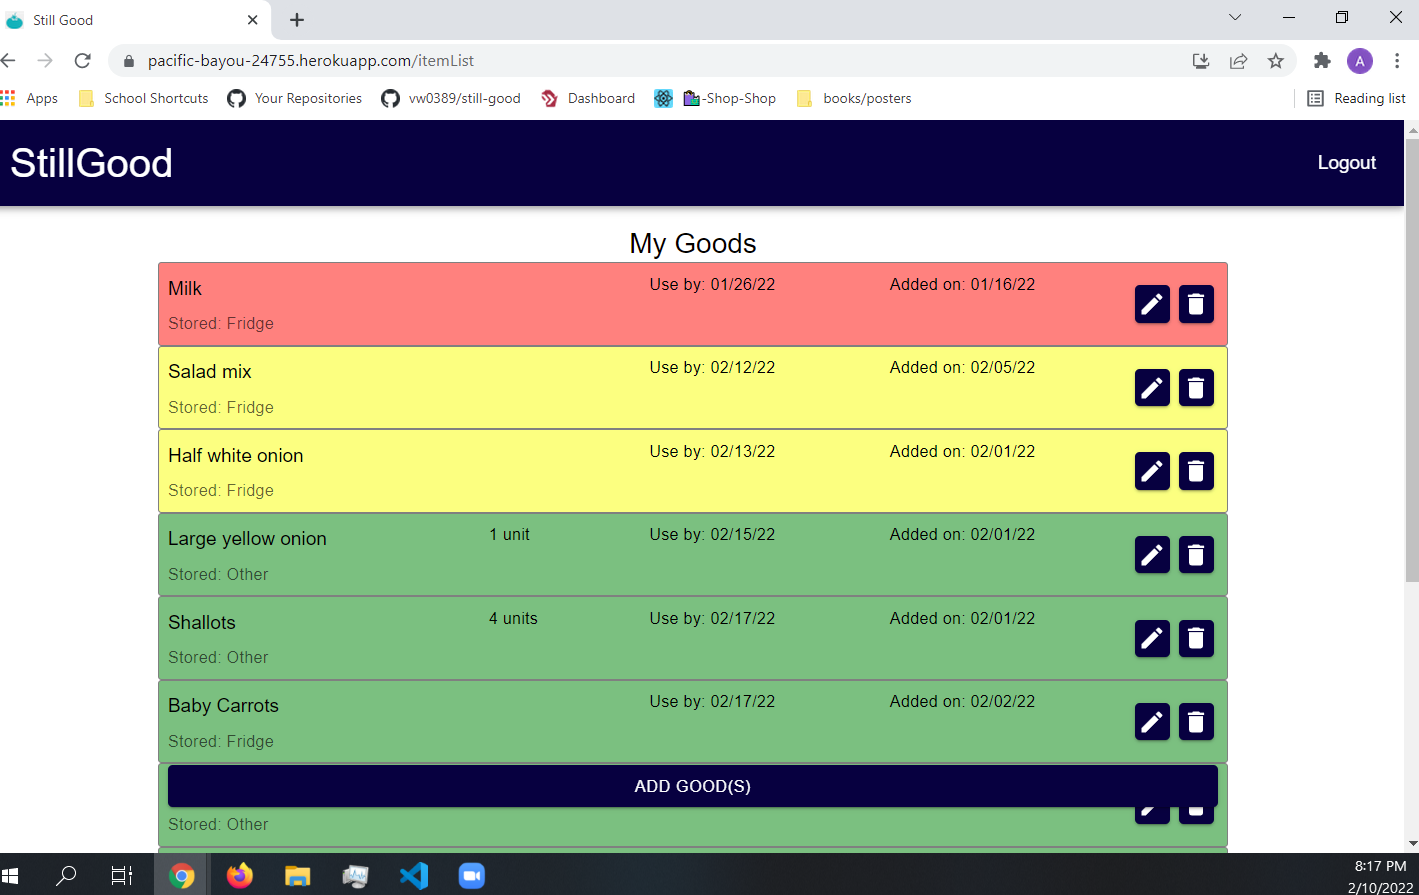 Still Good
pacific-bayou-24755.herokuapp.com/itemList
A
Apps School Shortcuts Your Repositories vw0389/still-good Dashboard -Shop-Shop books/posters Reading list
StillGood Logout
My Goods
Milk Use by: 01/26/22 Added on: 01/16/22
Stored: Fridge
Salad mix Use by: 02/12/22 Added on: 02/05/22
Stored: Fridge
Half white onion Use by: 02/13/22 Added on: 02/01/22
Stored: Fridge
Large yellow onion 1 unit Use by: 02/15/22 Added on: 02/01/22
Stored: Other
Shallots 4 units Use by: 02/17/22 Added on: 02/01/22
Stored: Other
Baby Carrots Use by: 02/17/22 Added on: 02/02/22
Stored: Fridge
ADD GOOD(S)
Stored: Other
8:17 PM
2/10/2022